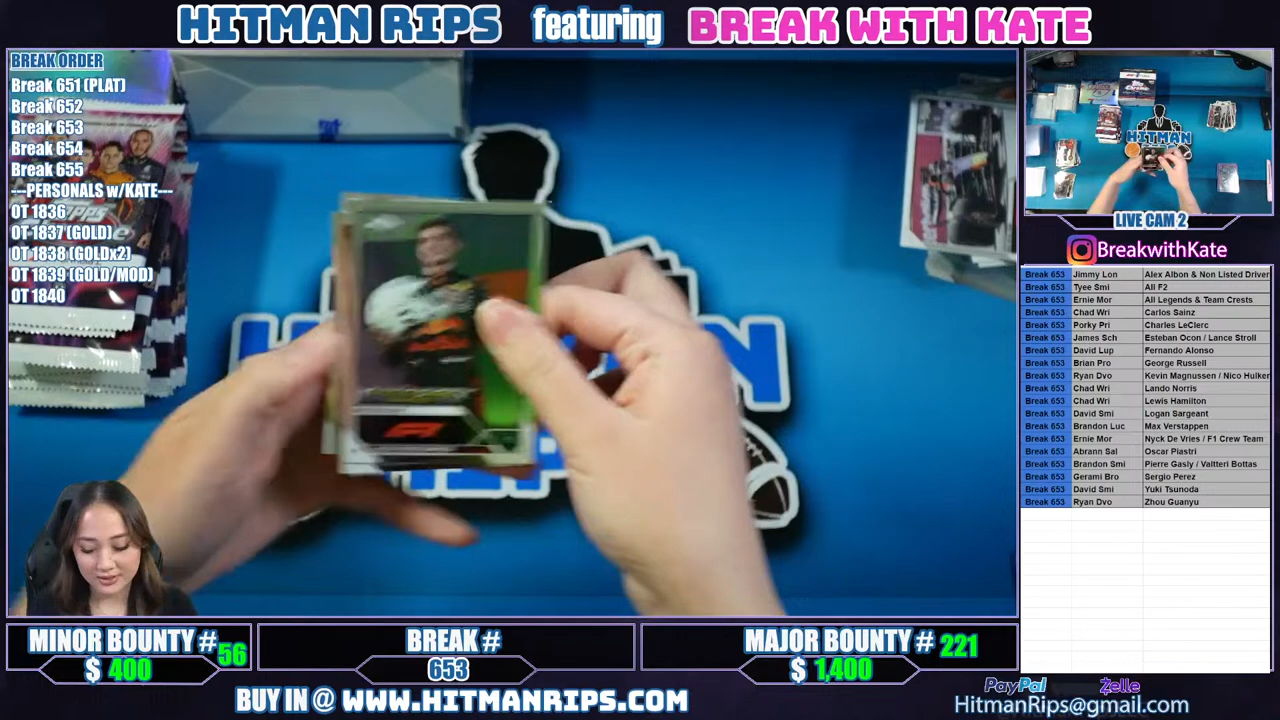 HITMAN RIPS featuring BREAK WITH KATE
BREAK ORDER
Break 651 (PLAT)
Break 652
Break 653
Break 654
Break 655
---PERSONALS w/KATE---
OT 1836
OT 1837 (GOLD)
OT 1838 (GOLDx2)
OT 1839 (GOLD/MOD)
OT 1840
HITMAN
LIVE CAM 2
BreakwithKate
Break 653 Jimmy Lon Alex Albon & Non Listed Driver
Break 653 Tyee Smi All F2
Break 653 Ernie Mor All Legends & Team Crests
Break 653 Chad Wri Carlos Sainz
Break 653 Porky Pri Charles LeClerc
Break 653 James Sch Esteban Ocon / Lance Stroll
Break 653 David Lup Fernando Alonso
Break 653 Brian Pro George Russell
Break 653 Ryan Dvo Kevin Magnussen / Nico Hulker
Break 653 Chad Wri Lando Norris
Break 653 Chad Wri Lewis Hamilton
Break 653 David Smi Logan Sargeant
Break 653 Brandon Luc Max Verstappen
Break 653 Ernie Mor Nyck De Vries / F1 Crew Team
Break 653 Abrann Sal Oscar Piastri
Break 653 Brandon Smi Pierre Gasly / Valtteri Bottas
Break 653 Gerami Bro Sergio Perez
Break 653 David Smi Yuki Tsunoda
Break 653 Ryan Dvo Zhou Guanyu
MINOR BOUNTY # 56
$ 400
BREAK #
653
MAJOR BOUNTY # 221
$ 1,400
BUY IN @ WWW.HITMANRIPS.COM
PayPal Zelle
HitmanRips@gmail.com